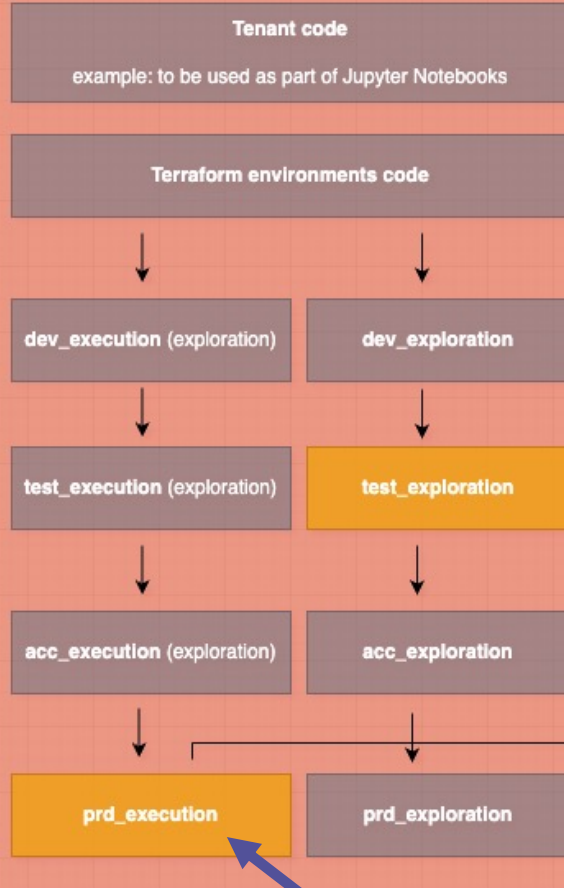 Tenant code
example: to be used as part of Jupyter Notebooks
Terraform environments code
dev_execution (exploration)
dev_exploration
test_execution (exploration)
test_exploration
acc_execution (exploration)
acc_exploration
prd_execution
prd_exploration